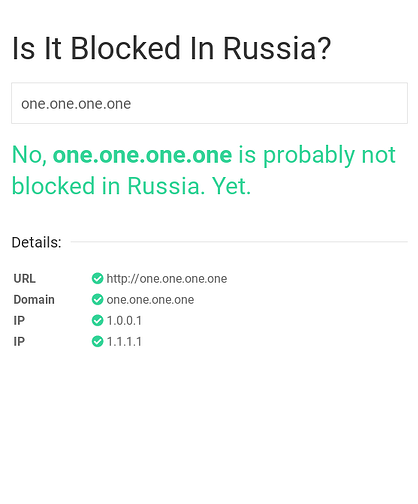 Is It Blocked In Russia?
one.one.one.one
No, one.one.one.one is probably not
blocked in Russia. Yet.
Details:
URL http://one.one.one.one
Domain one.one.one.one
IP 1.0.0.1
IP 1.1.1.1